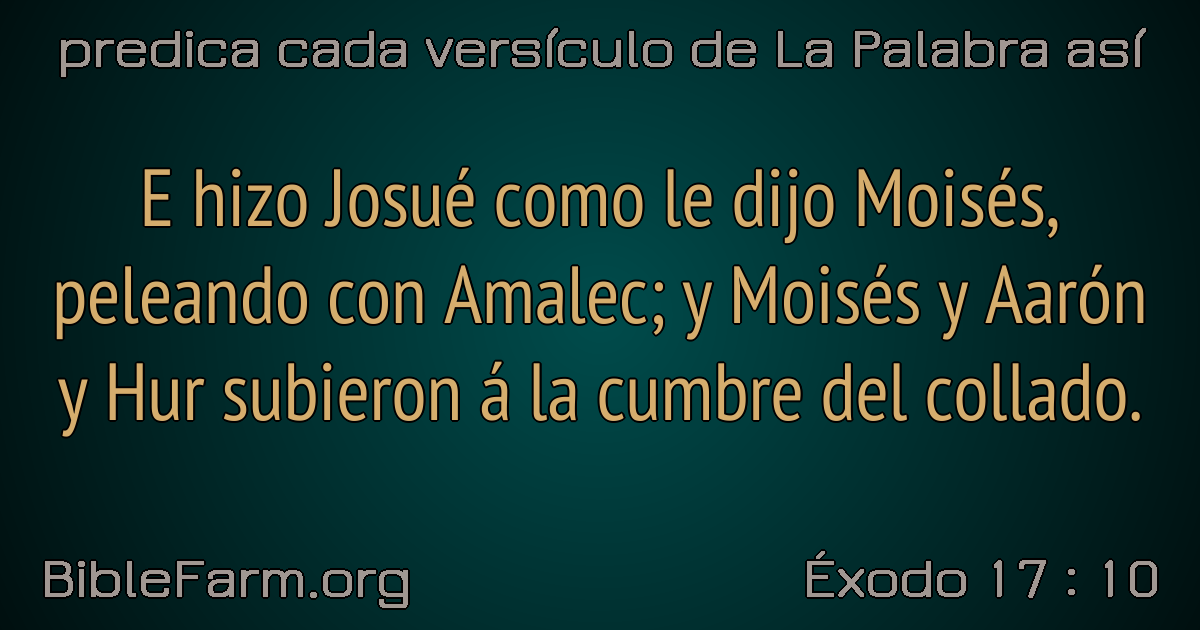 predica cada versículo de La Palabra así
E hizo Josué como le dijo Moisés,
peleando con Amalec; y Moisés y Aarón
y Hur subieron á la cumbre del collado.
BibleFarm.org
Éxodo 17 : 10